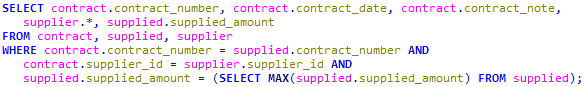 SELECT contract.contract_number, contract.contract_date, contract.contract_note,
supplier.*, supplied.supplied_amount
FROM contract, supplied, supplier
WHERE contract.contract_number = supplied.contract_number AND
contract.supplier_id = supplier.supplier_id AND
supplied.supplied_amount = (SELECT MAX(supplied.supplied_amount) FROM supplied);